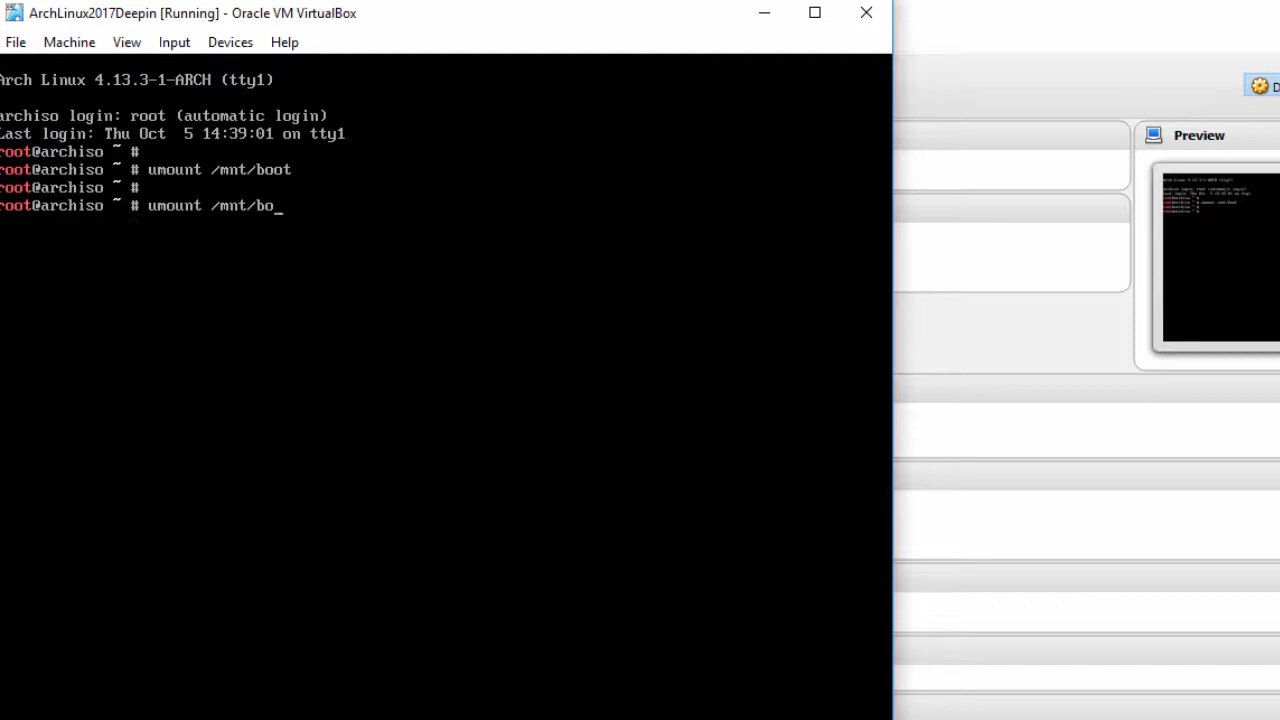 ArchLinux2017Deepin [Running] - Oracle VM VirtualBox
File Machine View Input Devices Help
Arch Linux 4.13.3-1-ARCH (tty1)
archiso login: root (automatic login)
Last login: Thu Oct  5 14:39:01 on tty1
root@archiso ~ #
root@archiso ~ # umount /mnt/boot
root@archiso ~ #
root@archiso ~ # umount /mnt/bo_
D
Preview